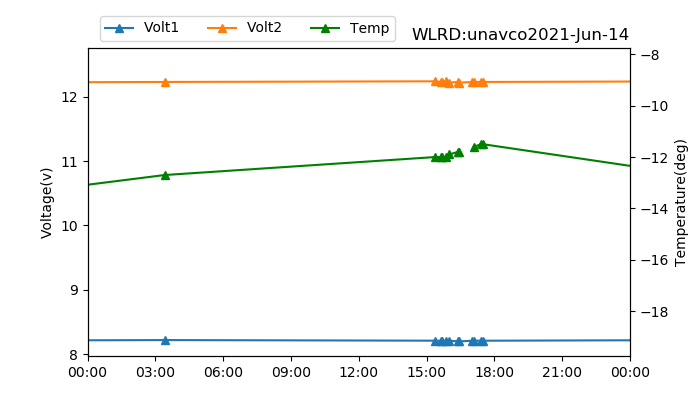 Volt1 Volt2 Temp
WLRD:unavco2021-Jun-14
Voltage(v)
12
11
10
9
8
−8
−10
−12
−14
−16
−18
Temperature(deg)
00:00 03:00 06:00 09:00 12:00 15:00 18:00 21:00 00:00